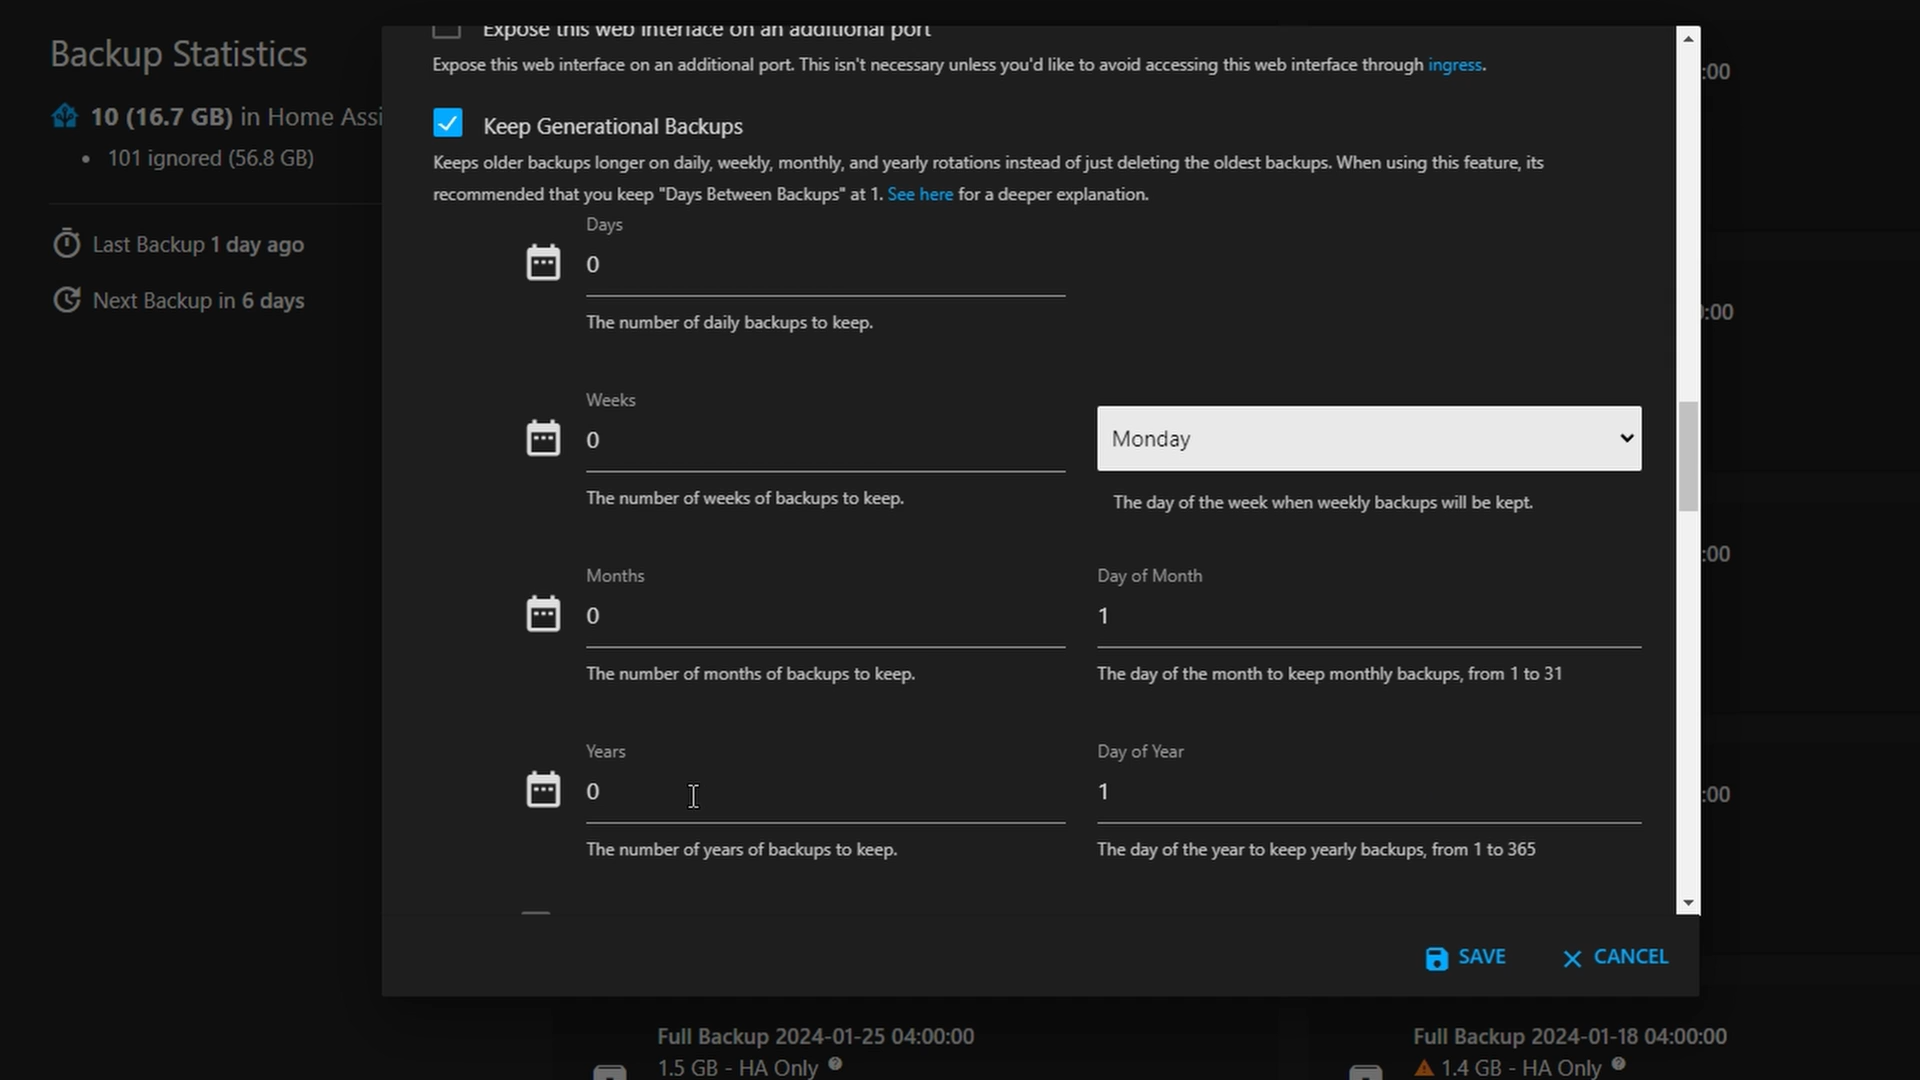 Backup Statistics
10 (16.7 GB) in Home Assi
101 ignored (56.8 GB)
Last Backup 1 day ago
Next Backup in 6 days
Expose this web interface on an additional port
Expose this web interface on an additional port. This isn't necessary unless you'd like to avoid accessing this web interface through ingress.
Keep Generational Backups
Keeps older backups longer on daily, weekly, monthly, and yearly rotations instead of just deleting the oldest backups. When using this feature, its
recommended that you keep "Days Between Backups" at 1. See here for a deeper explanation.
Days
0
The number of daily backups to keep.
Weeks
0
Monday
The number of weeks of backups to keep.
The day of the week when weekly backups will be kept.
Months
Day of Month
0
1
The number of months of backups to keep.
The day of the month to keep monthly backups, from 1 to 31
Years
Day of Year
0
1
The number of years of backups to keep.
The day of the year to keep yearly backups, from 1 to 365
SAVE
CANCEL
:00
:00
:00
:00
Full Backup 2024-01-25 04:00:00
1.5 GB - HA Only
Full Backup 2024-01-18 04:00:00
1.4 GB - HA Only